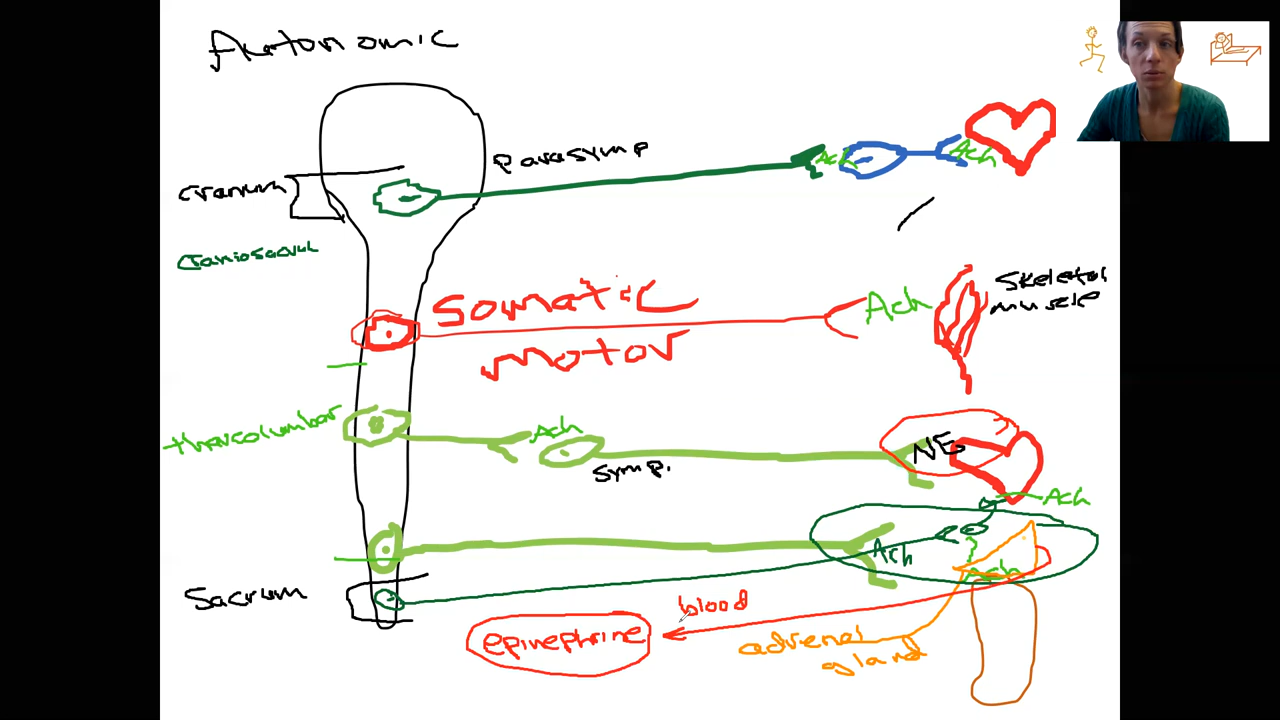 Autonomic
parasymp
Ach
Ach
Cranium
Craniosacral
Somatic
motor
Ach
Skeletal
muscle
thorcolumbar
Ach
symp.
NE
Ach
Ach
Ach
Sacrum
blood
epinephrine
adrenal
gland